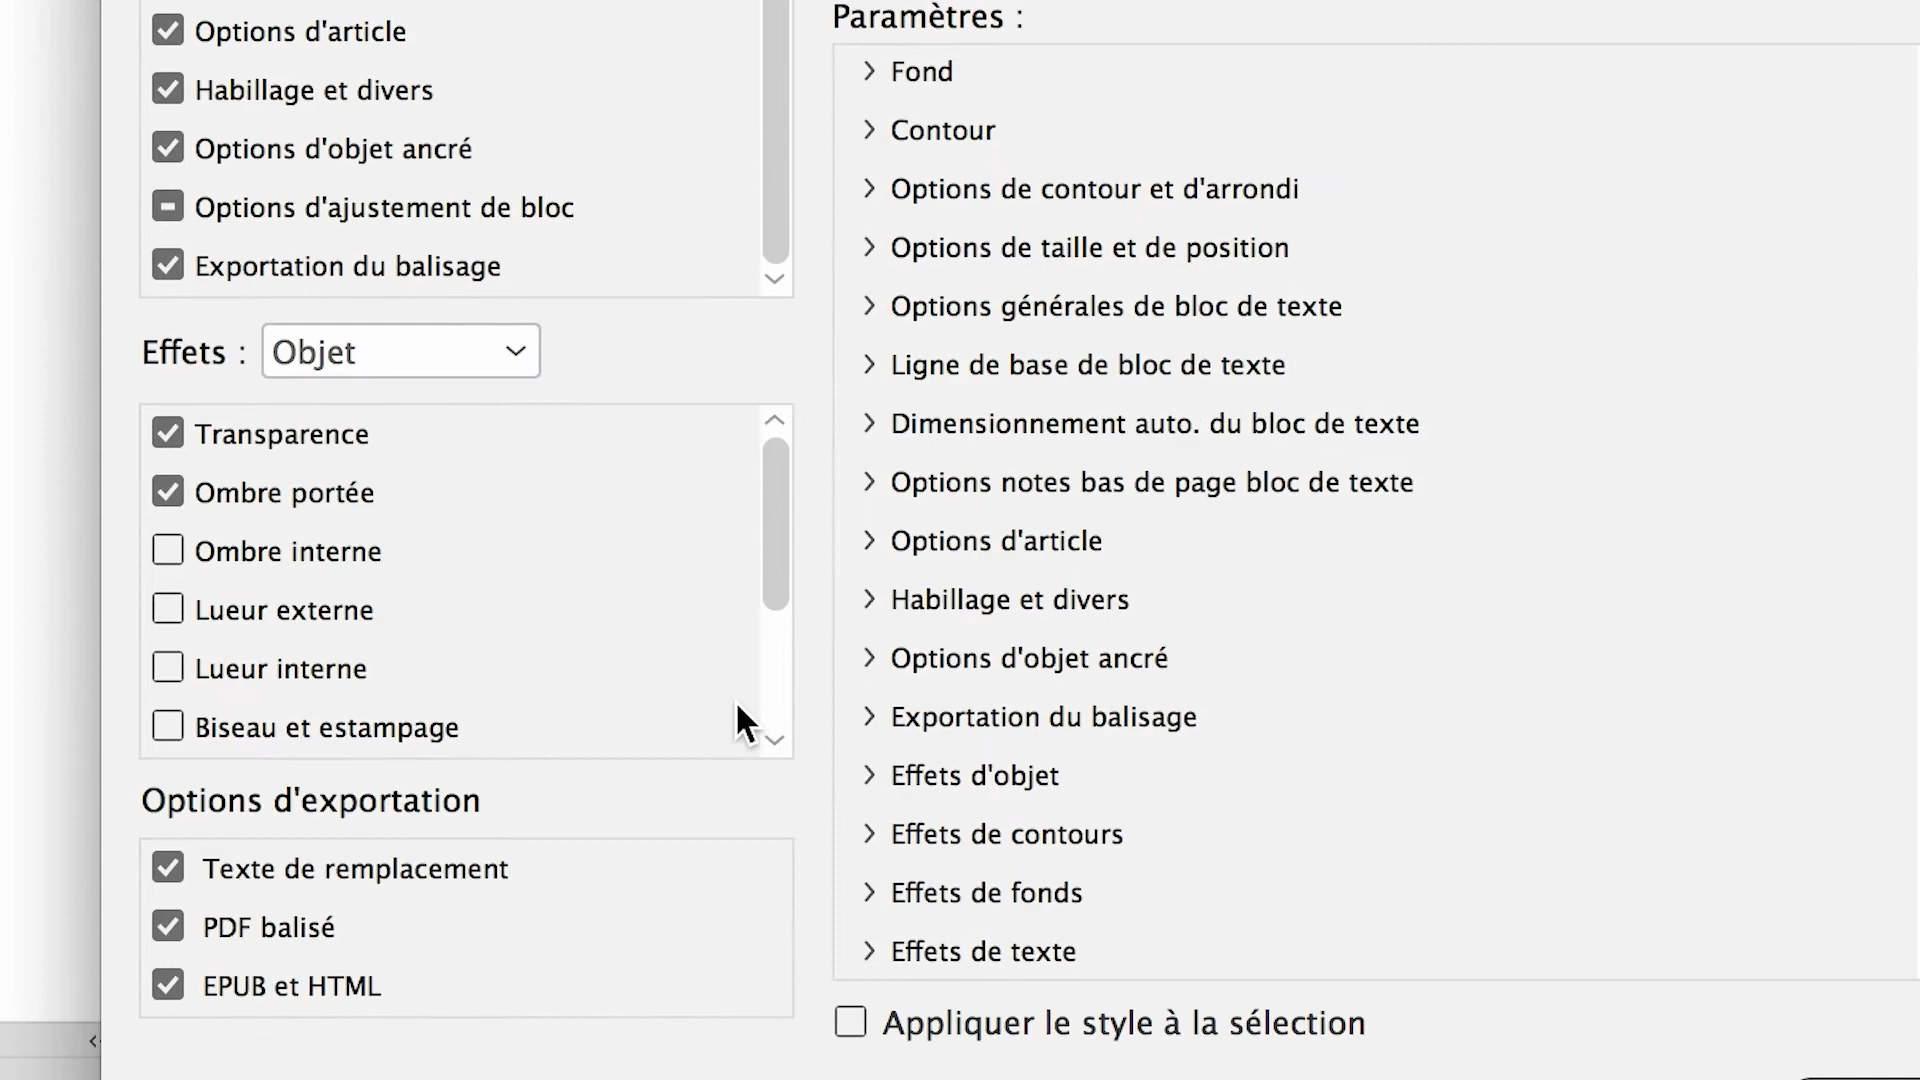 Options d'article
Habillage et divers
Options d'objet ancré
Options d'ajustement de bloc
Exportation du balisage
Effets :
Objet
Transparence
Ombre portée
Ombre interne
Lueur externe
Lueur interne
Biseau et estampage
Options d'exportation
Texte de remplacement
PDF balisé
EPUB et HTML
Paramètres :
Fond
Contour
Options de contour et d'arrondi
Options de taille et de position
Options générales de bloc de texte
Ligne de base de bloc de texte
Dimensionnement auto. du bloc de texte
Options notes bas de page bloc de texte
Options d'article
Habillage et divers
Options d'objet ancré
Exportation du balisage
Effets d'objet
Effets de contours
Effets de fonds
Effets de texte
Appliquer le style à la sélection